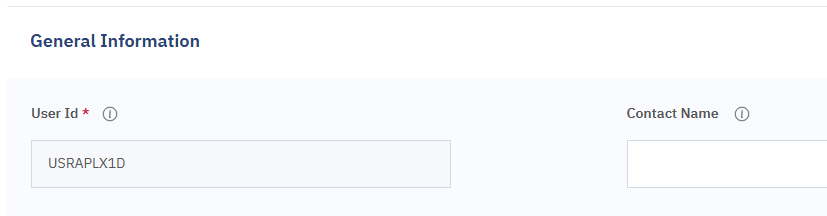 General Information
User Id * i
Contact Name i
USRAPLX1D